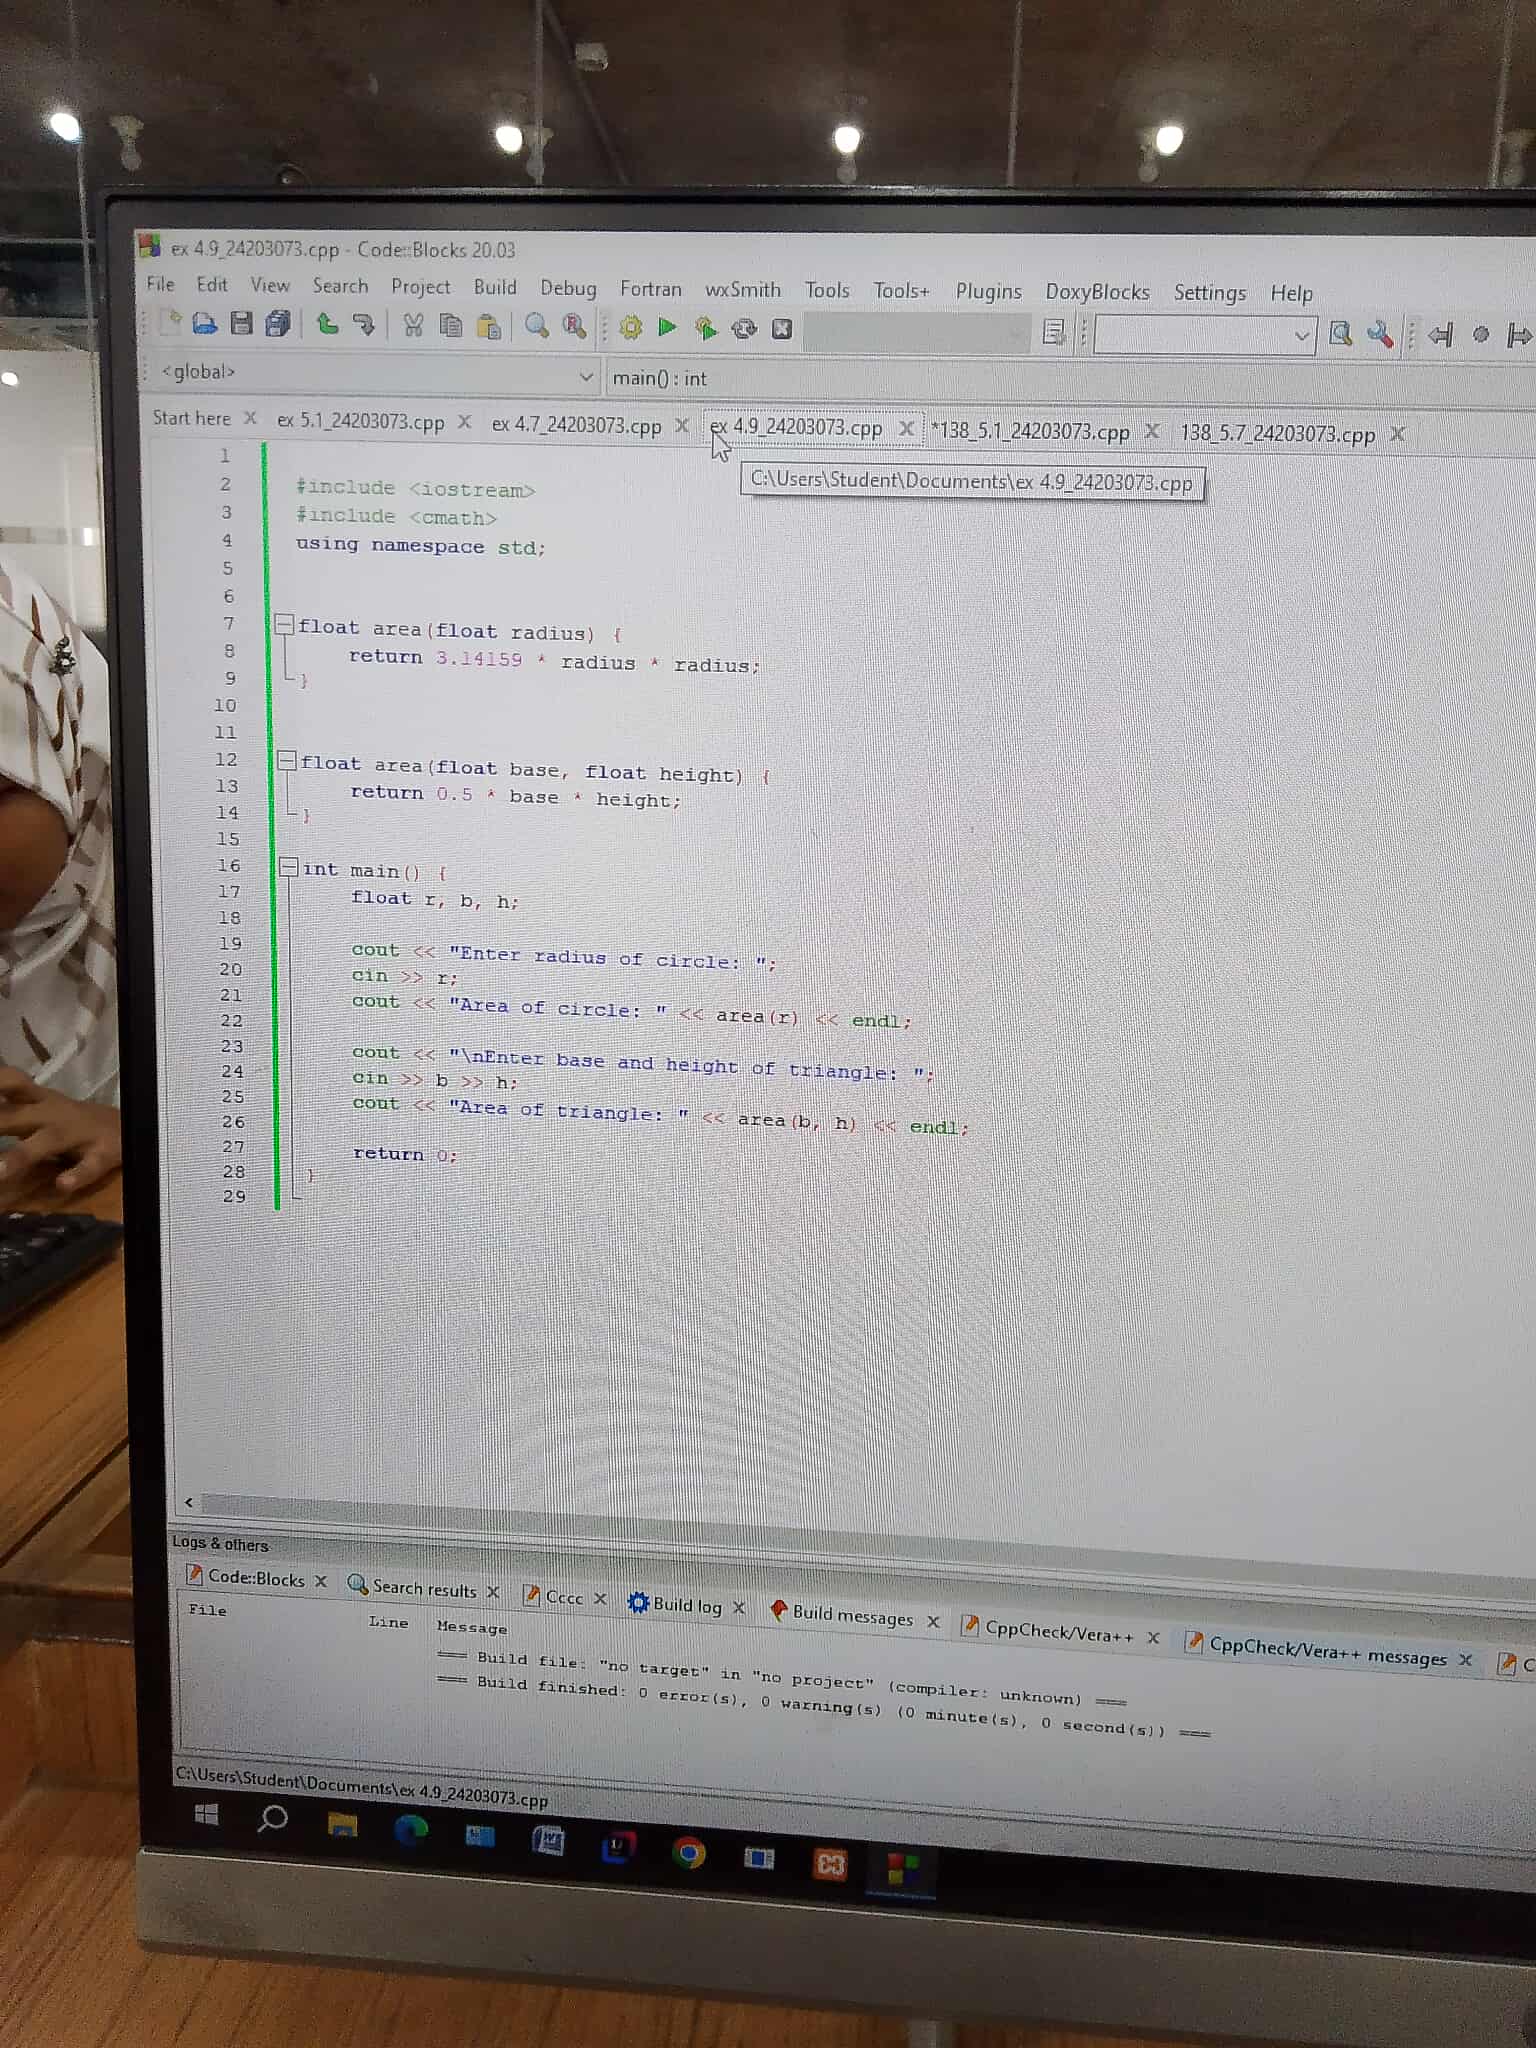 ex 4.9_24203073.cpp - Code::Blocks 20.03
File Edit View Search Project Build Debug Fortran wxSmith Tools Tools+ Plugins DoxyBlocks Settings Help
<global> main() : int
Start here X ex 5.1_24203073.cpp X ex 4.7_24203073.cpp X ex 4.9_24203073.cpp X *138_5.1_24203073.cpp X 138_5.7_24203073.cpp X
C:\Users\Student\Documents\ex 4.9_24203073.cpp
1
2 #include <iostream>
3 #include <cmath>
4 using namespace std;
5
6
7 float area(float radius) {
8 return 3.14159 * radius * radius;
9 }
10
11
12 float area(float base, float height) {
13 return 0.5 * base * height;
14 }
15
16 int main() {
17 float r, b, h;
18
19 cout << "Enter radius of circle: ";
20 cin >> r;
21 cout << "Area of circle: " << area(r) << endl;
22
23 cout << "\nEnter base and height of triangle: ";
24 cin >> b >> h;
25 cout << "Area of triangle: " << area(b, h) << endl;
26
27 return 0;
28 }
29
Logs & others
Code::Blocks X Search results X Cccc X Build log X Build messages X CppCheck/Vera++ X CppCheck/Vera++ messages X C
File Line Message
=== Build file: "no target" in "no project" (compiler: unknown) ===
=== Build finished: 0 error(s), 0 warning(s) (0 minute(s), 0 second(s)) ===
C:\Users\Student\Documents\ex 4.9_24203073.cpp